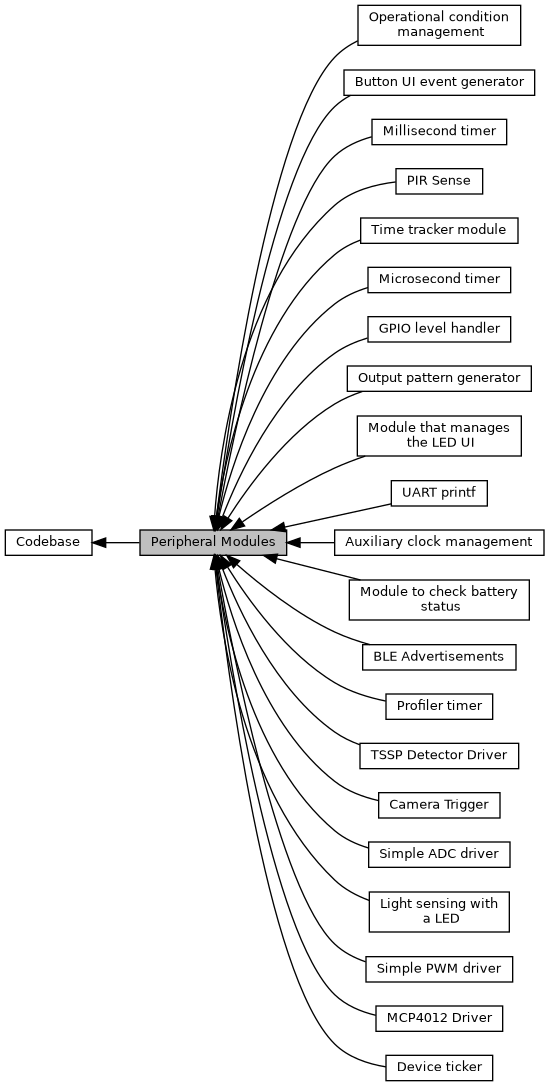 Operational condition
management
Button UI event generator
Millisecond timer
PIR Sense
Time tracker module
Microsecond timer
GPIO level handler
Output pattern generator
Module that manages
the LED UI
UART printf
Codebase
Peripheral Modules
Auxiliary clock management
Module to check battery
status
BLE Advertisements
Profiler timer
TSSP Detector Driver
Camera Trigger
Simple ADC driver
Light sensing with
a LED
Simple PWM driver
MCP4012 Driver
Device ticker